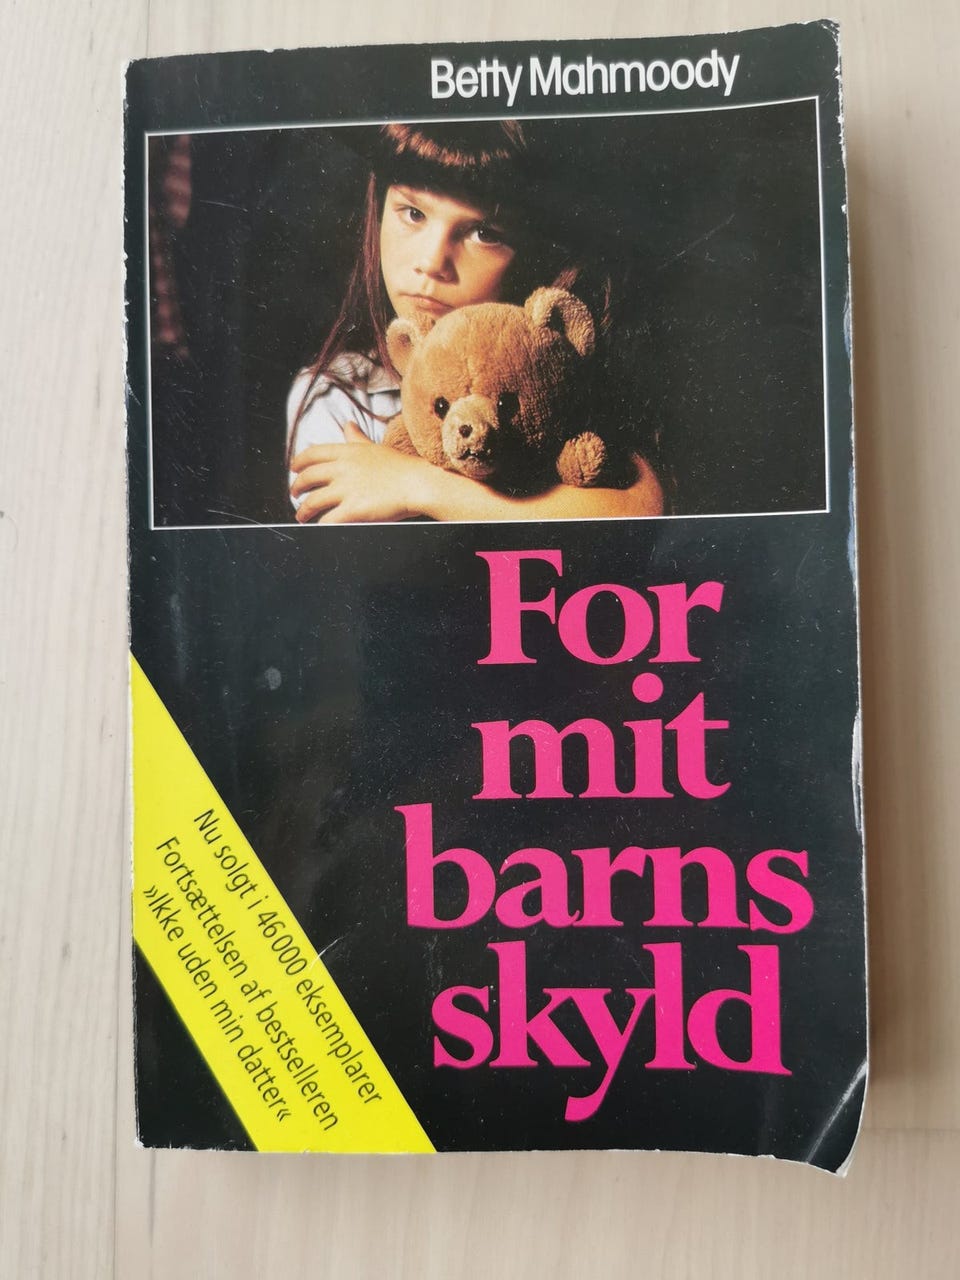 Betty Mahmoody
For
mit
barns
skyld
Nu solgt i 46000 eksemplarer
Fortsættelsen af bestselleren
»Ikke uden min datter«